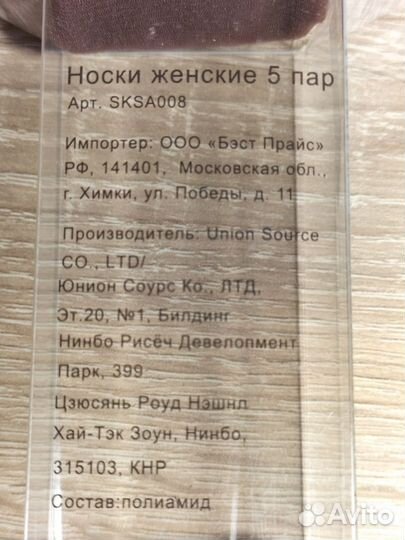 Носки женские 5 пар
Арт. SKSA008
Импортер: ООО «Бэст Прайс»
РФ, 141401, Московская обл.,
г. Химки, ул. Победы, д. 11
Производитель: Union Source
CO., LTD/
Юнион Соурс Ко., ЛТД,
Эт.20, №1, Билдинг
Нинбо Рисёч Девелопмент
Парк, 399
Цзюсянь Роуд Нэшнл
Хай-Тэк Зоун, Нинбо,
315103, КНР
Состав:полиамид
Avito